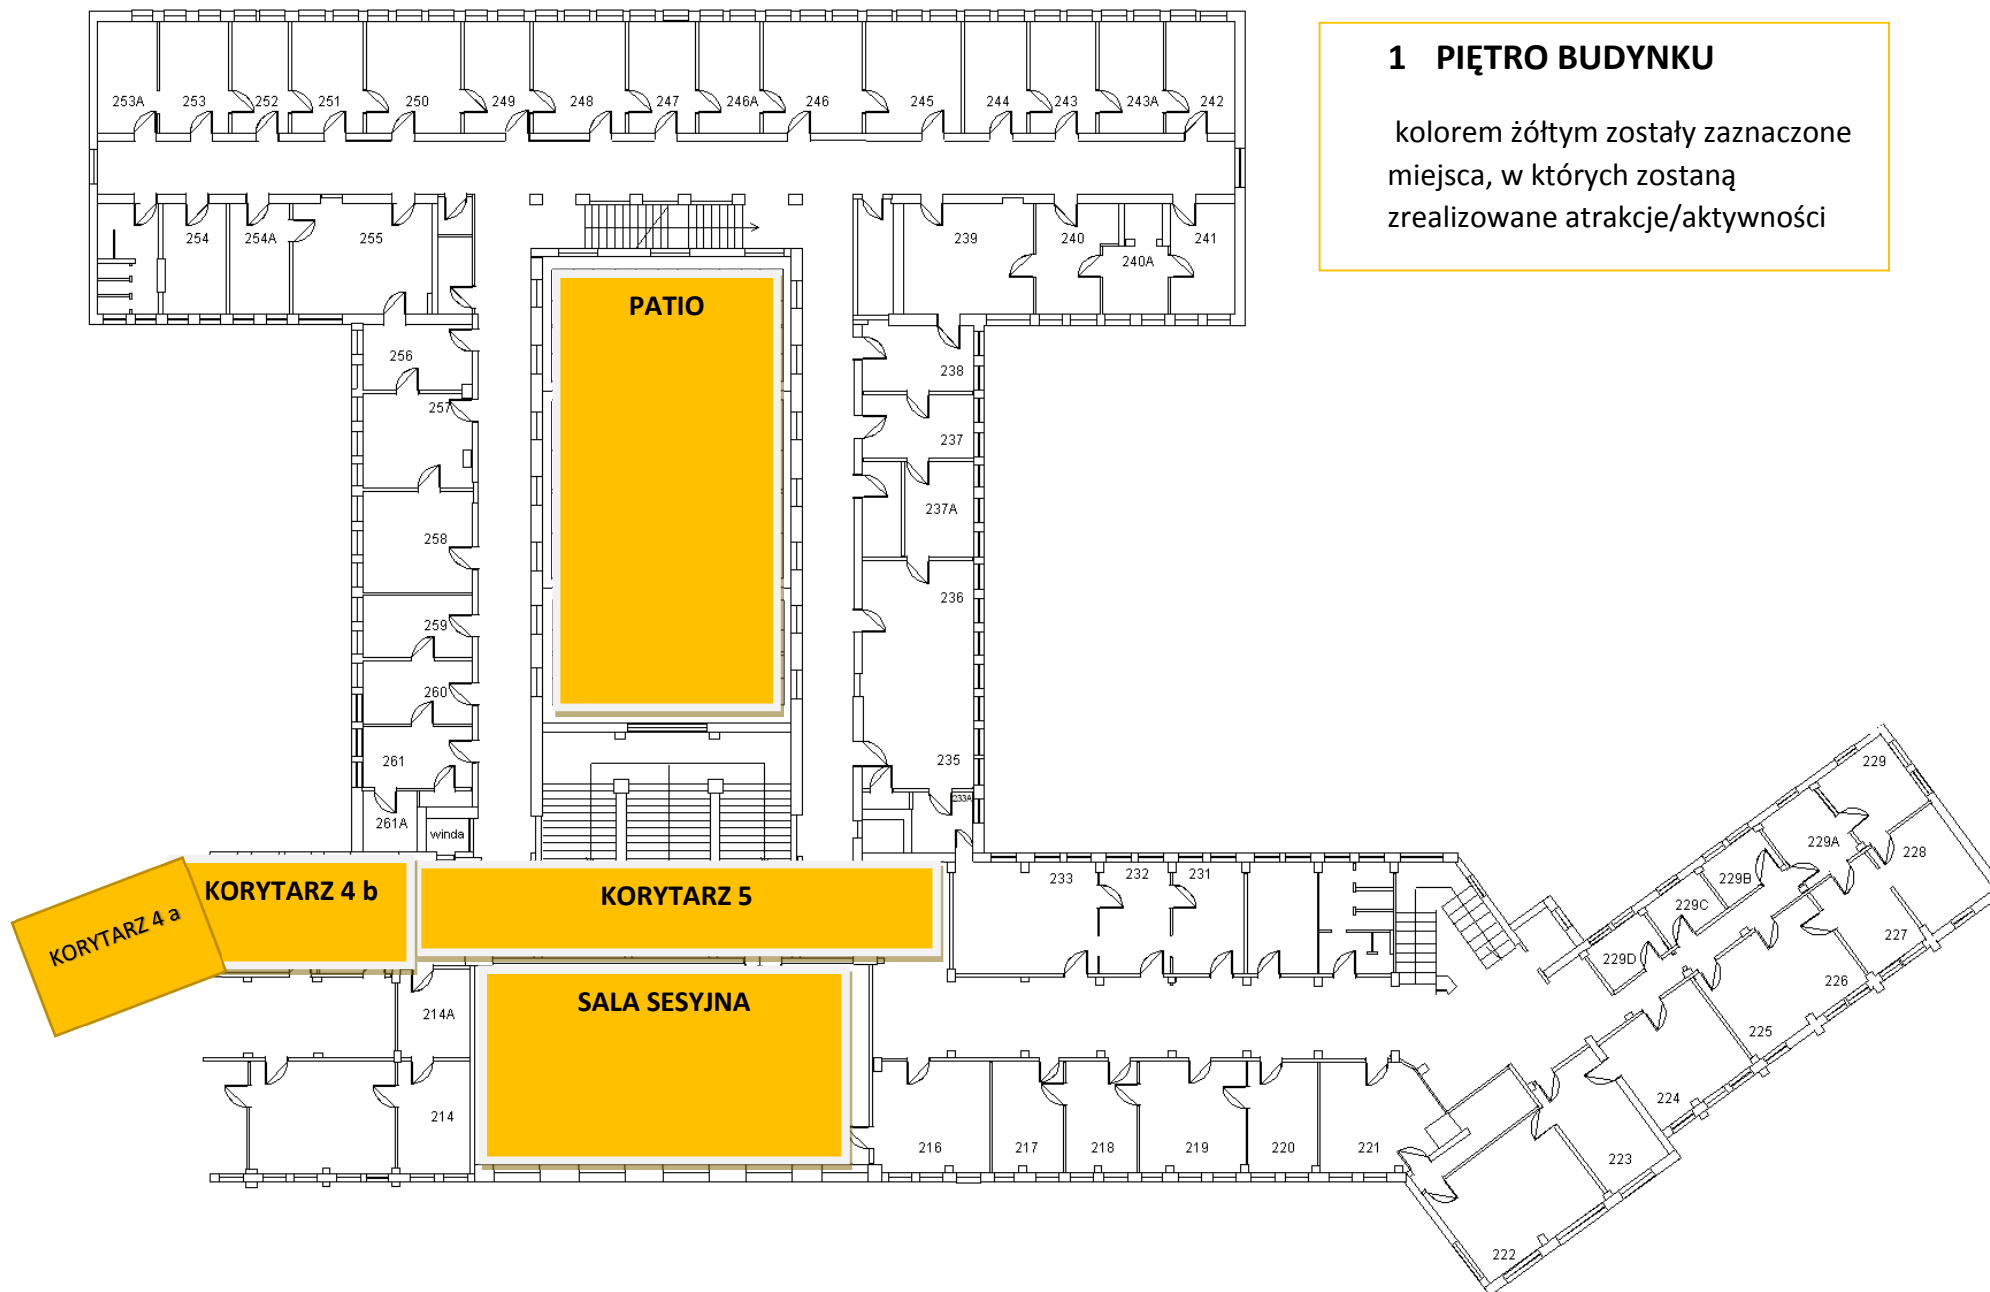 1 PIĘTRO BUDYNKU
kolorem żółtym zostały zaznaczone
miejsca, w których zostaną
zrealizowane atrakcje/aktywności
253A 253 252 251 250 249 248 247 246A 246 245 244 243 243A 242
254 254A 255 239 240 240A 241
PATIO
256
238
257
237
237A
258
236
259
260
261
235
233A
261A
winda
229
229A
228
229B
229C
227
229D
226
225
224
223
222
KORYTARZ 4 a
KORYTARZ 4 b
KORYTARZ 5
233 232 231
SALA SESYJNA
214A
214
216 217 218 219 220 221